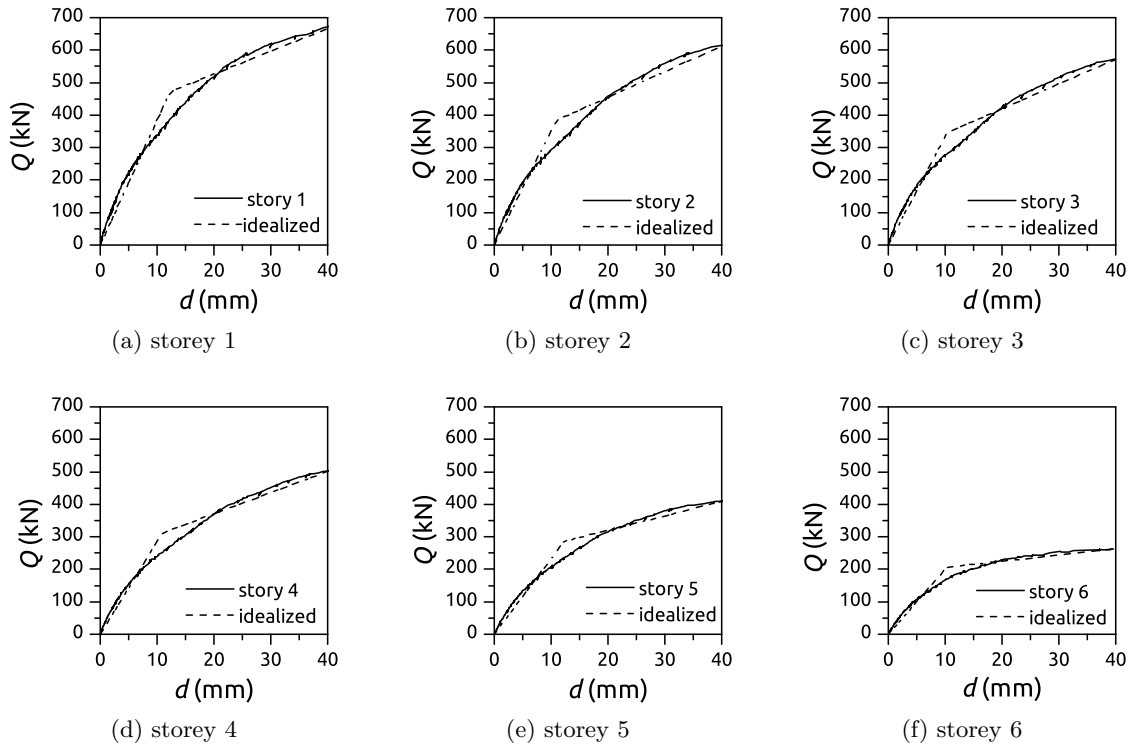 700
600
500
400
300
200
100
0
Q (kN)
story 1
idealized
0 10 20 30 40
d (mm)
(a) storey 1
700
600
500
400
300
200
100
0
Q (kN)
story 2
idealized
0 10 20 30 40
d (mm)
(b) storey 2
700
600
500
400
300
200
100
0
Q (kN)
story 3
idealized
0 10 20 30 40
d (mm)
(c) storey 3
700
600
500
400
300
200
100
0
Q (kN)
story 4
idealized
0 10 20 30 40
d (mm)
(d) storey 4
700
600
500
400
300
200
100
0
Q (kN)
story 5
idealized
0 10 20 30 40
d (mm)
(e) storey 5
700
600
500
400
300
200
100
0
Q (kN)
story 6
idealized
0 10 20 30 40
d (mm)
(f) storey 6